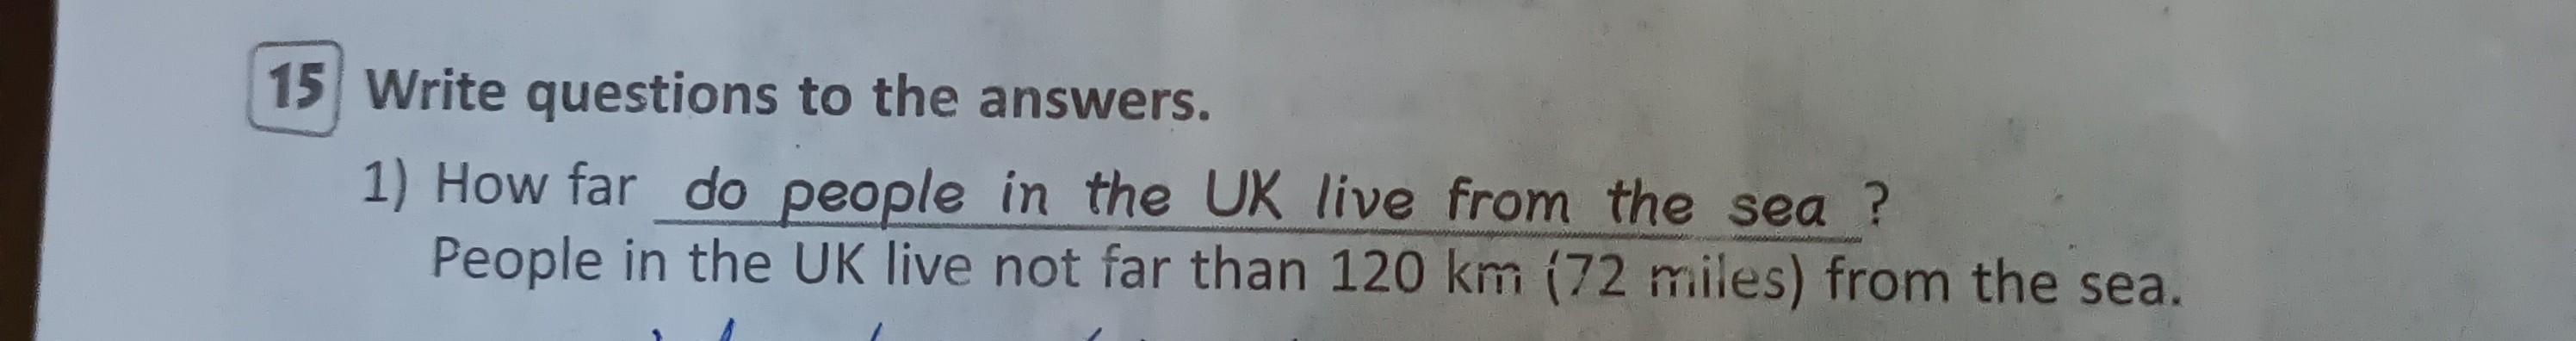 15 Write questions to the answers.
1) How far do people in the UK live from the sea ?
People in the UK live not far than 120 km (72 miles) from the sea.